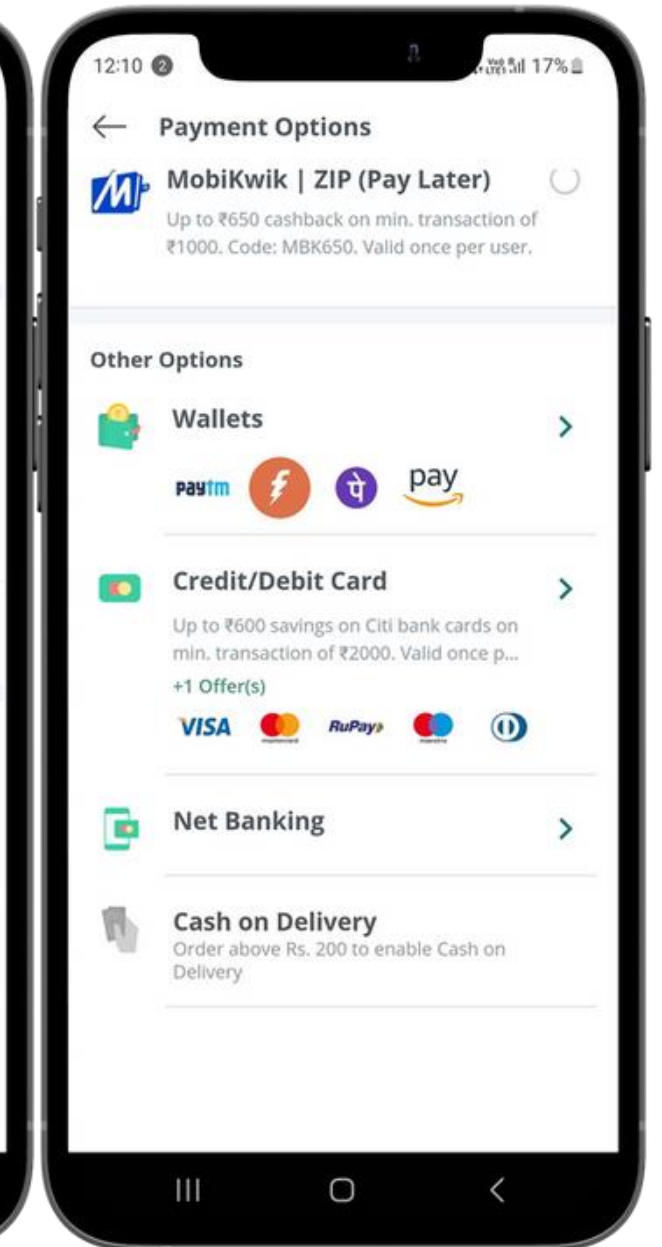 12:10 2 17%
Payment Options
MobiKwik | ZIP (Pay Later)
Up to ₹650 cashback on min. transaction of
₹1000. Code: MBK650. Valid once per user.
Other Options
Wallets
paytm पे pay
Credit/Debit Card
Up to ₹600 savings on Citi bank cards on
min. transaction of ₹2000. Valid once p...
+1 Offer(s)
VISA mastercard RuPay maestro
Net Banking
Cash on Delivery
Order above Rs. 200 to enable Cash on
Delivery